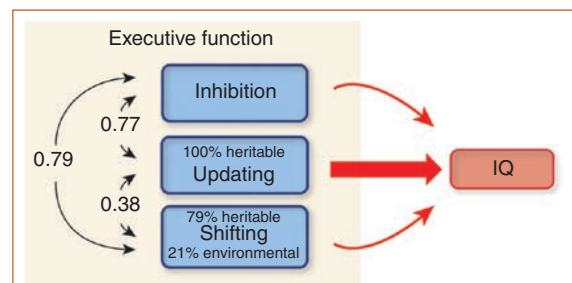 Executive function
Inhibition
0.77
0.79
100% heritable
Updating
IQ
0.38
79% heritable
Shifting
21% environmental